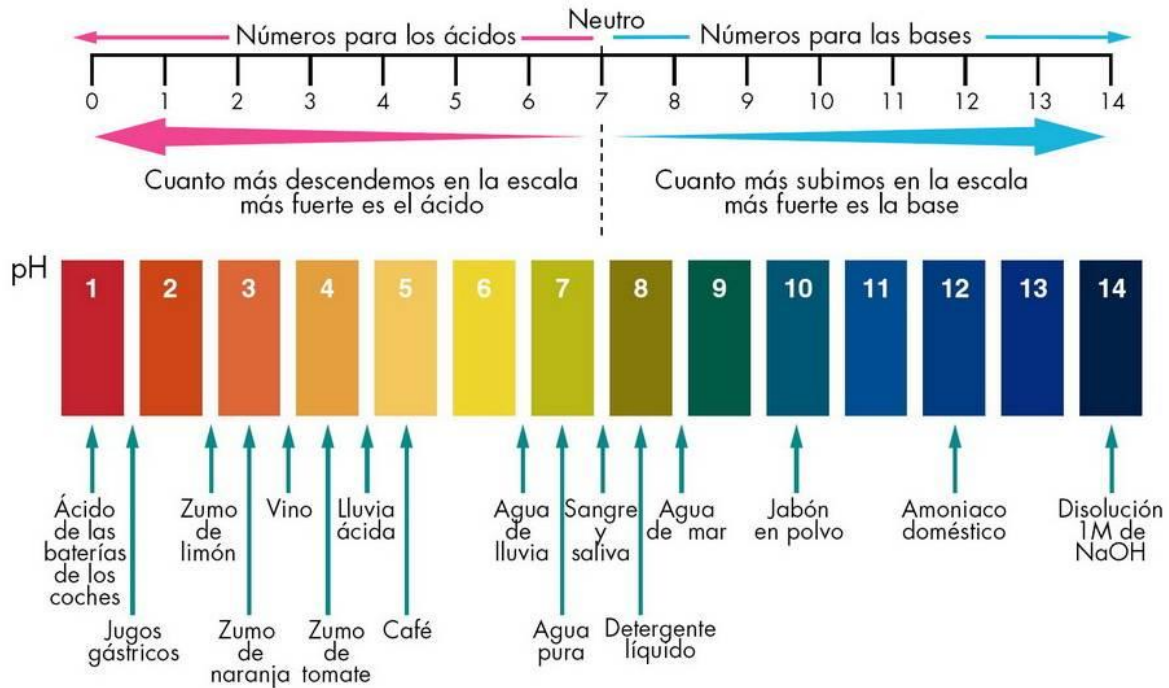 Neutro
Números para los ácidos
Números para las bases
0 1 2 3 4 5 6 7 8 9 10 11 12 13 14
Cuanto más descendemos en la escala
más fuerte es el ácido
Cuanto más subimos en la escala
más fuerte es la base
pH
1 2 3 4 5 6 7 8 9 10 11 12 13 14
Ácido
de las
baterías
de los
coches
Jugos
gástricos
Zumo
de
limón
Zumo
de
naranja
Vino
Zumo
de
tomate
Lluvia
ácida
Café
Agua
de
lluvia
Agua
pura
Sangre
y
saliva
Detergente
líquido
Agua
de mar
Jabón
en polvo
Amoniaco
doméstico
Disolución
1M de
NaOH